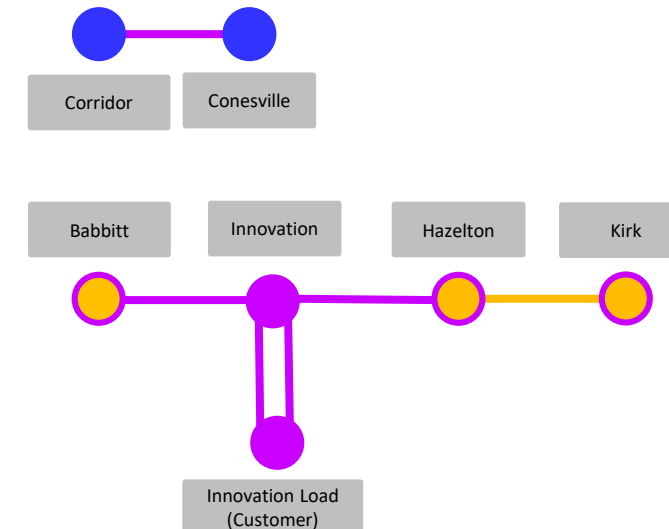 Corridor
Conesville
Babbitt
Innovation
Hazelton
Kirk
Innovation Load
(Customer)